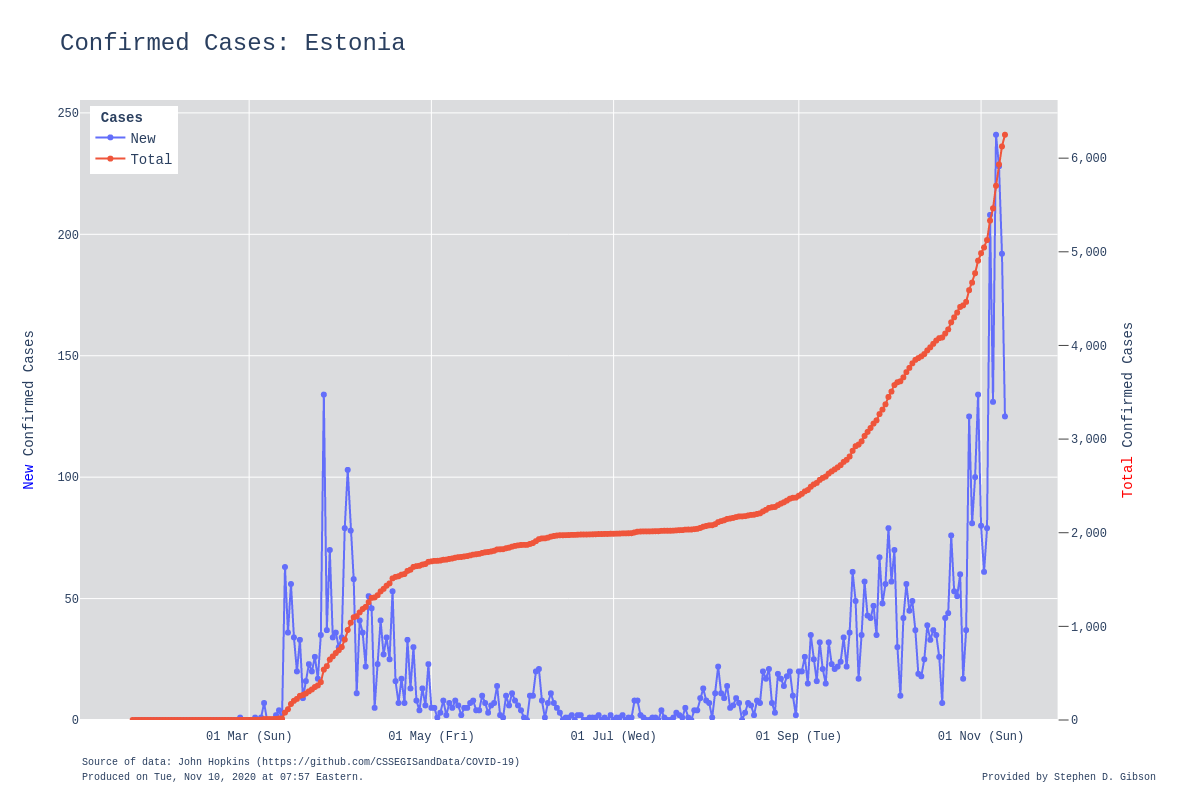 Confirmed Cases: Estonia
Cases
New
Total
250
200
150
100
50
0
6,000
5,000
4,000
3,000
2,000
1,000
0
New Confirmed Cases
Total Confirmed Cases
01 Mar (Sun)
01 May (Fri)
01 Jul (Wed)
01 Sep (Tue)
01 Nov (Sun)
Source of data: John Hopkins (https://github.com/CSSEGISandData/COVID-19)
Produced on Tue, Nov 10, 2020 at 07:57 Eastern.
Provided by Stephen D. Gibson